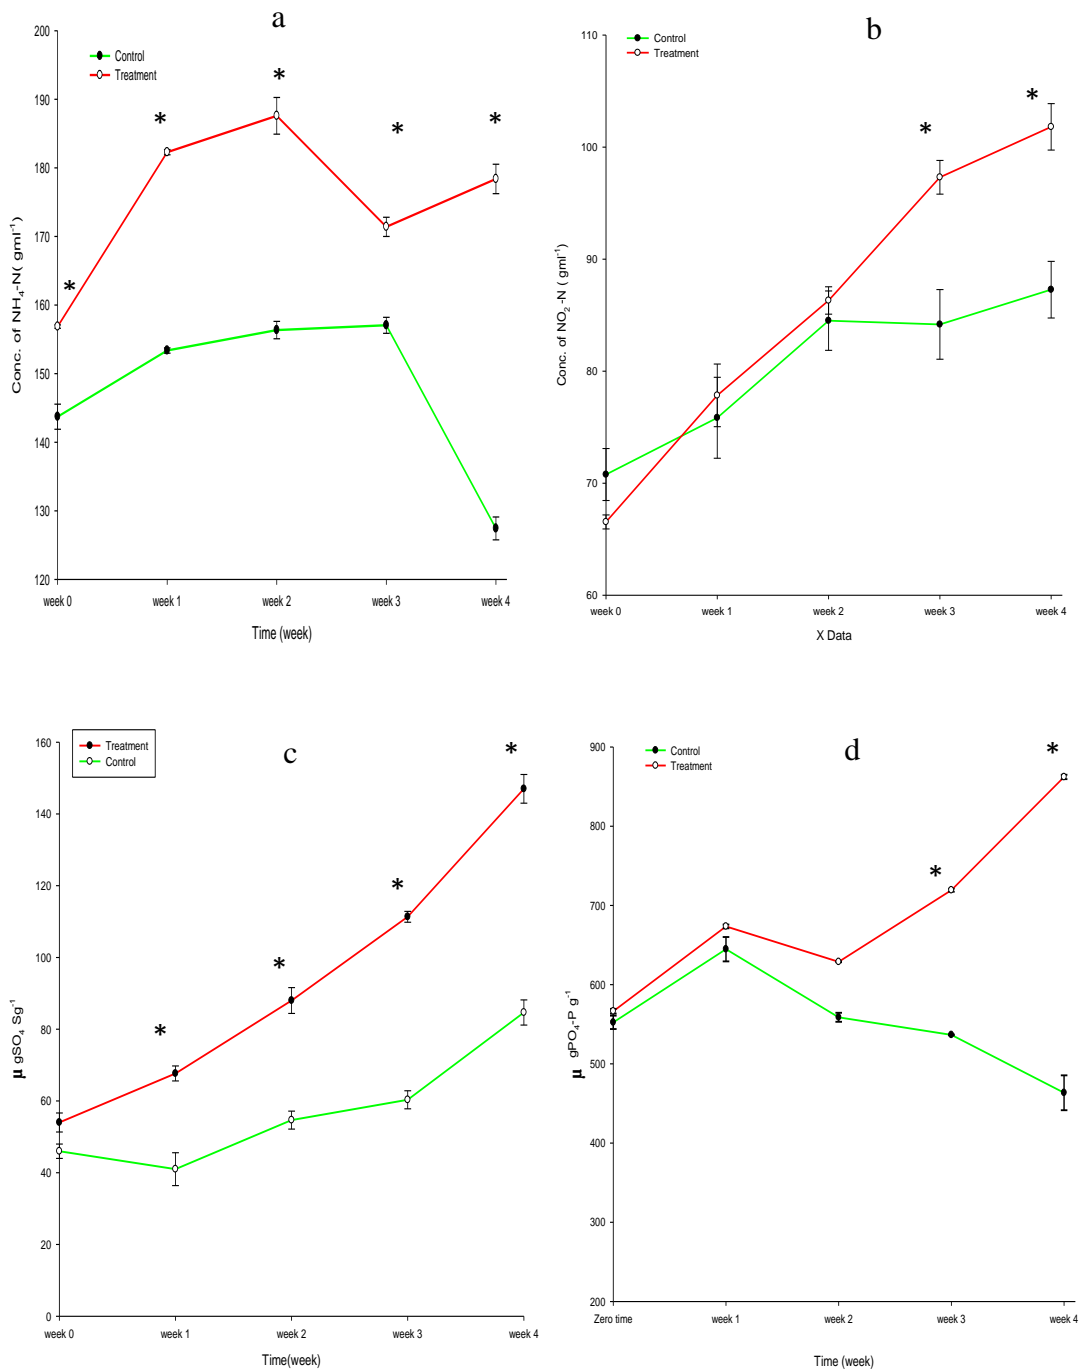 a
Control
Treatment
*
*
*
*
*
200
190
180
170
160
150
140
130
120
Conc. of NH4-N( gml-1)
week 0
week 1
week 2
week 3
week 4
Time (week)
b
Control
Treatment
*
*
110
100
90
80
70
60
Conc. of NO2-N ( gml-1)
week 0
week 1
week 2
week 3
week 4
X Data
c
Treatment
Control
*
*
*
*
160
140
120
100
80
60
40
20
0
µ gSO4 Sg-1
week 0
week 1
week 2
week 3
week 4
Time(week)
d
Control
Treatment
*
*
900
800
700
600
500
400
300
200
µ gPO4-P g-1
Zero time
week 1
week 2
week 3
week 4
Time (week)